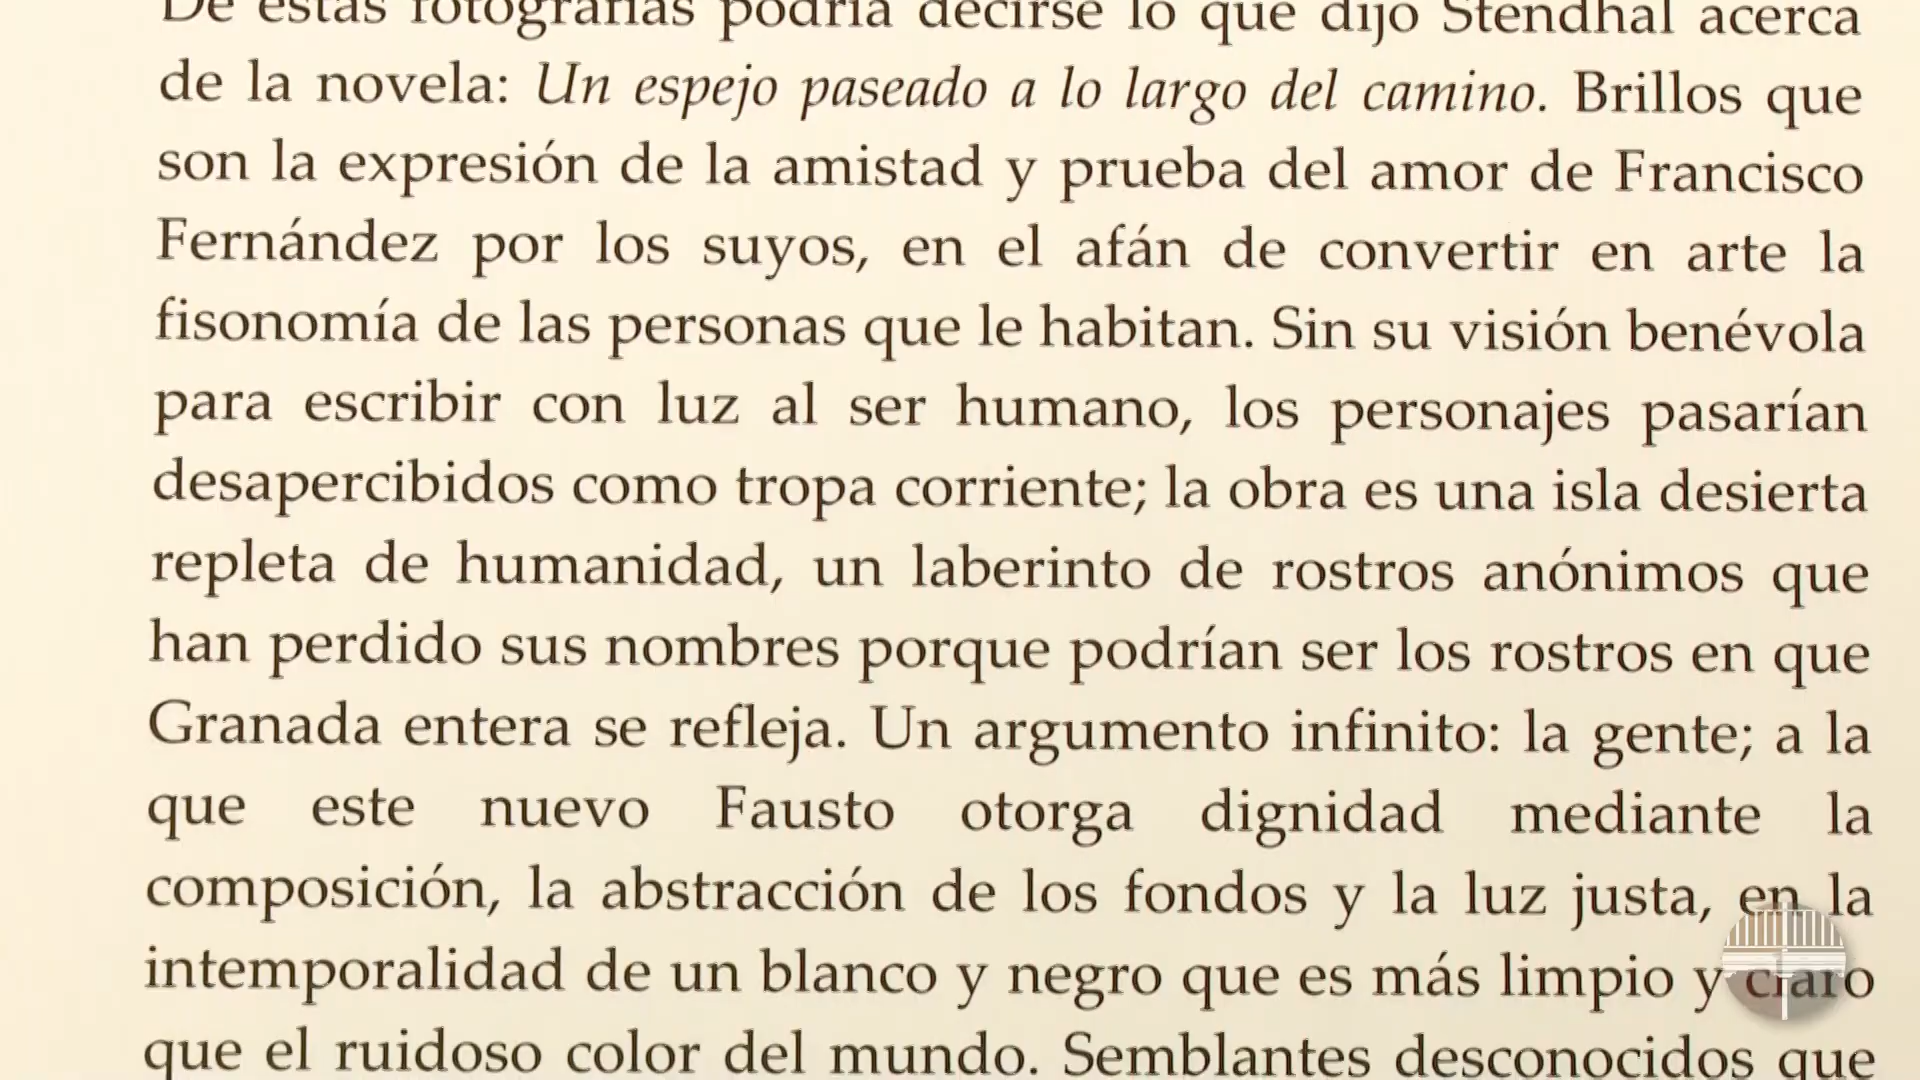 De estas fotografías podría decirse lo que dijo Stendhal acerca
de la novela: Un espejo paseado a lo largo del camino. Brillos que
son la expresión de la amistad y prueba del amor de Francisco
Fernández por los suyos, en el afán de convertir en arte la
fisonomía de las personas que le habitan. Sin su visión benévola
para escribir con luz al ser humano, los personajes pasarían
desapercibidos como tropa corriente; la obra es una isla desierta
repleta de humanidad, un laberinto de rostros anónimos que
han perdido sus nombres porque podrían ser los rostros en que
Granada entera se refleja. Un argumento infinito: la gente; a la
que este nuevo Fausto otorga dignidad mediante la
composición, la abstracción de los fondos y la luz justa, en la
intemporalidad de un blanco y negro que es más limpio y claro
que el ruidoso color del mundo. Semblantes desconocidos que